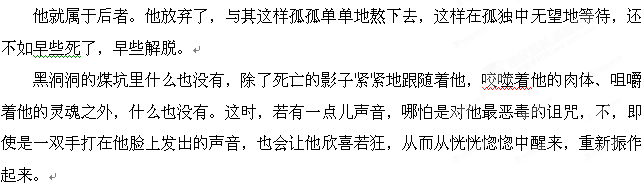 他就属于后者。他放弃了，与其这样孤孤单单地熬下去，这样在孤独中无望地等待，还
不如早些死了，早些解脱。
黑洞洞的煤坑里什么也没有，除了死亡的影子紧紧地跟随着他，咬噬着他的肉体、咀嚼
着他的灵魂之外，什么也没有。这时，若有一点儿声音，哪怕是对他最恶毒的诅咒，不，即
使是一双手打在他脸上发出的声音，也会让他欣喜若狂，从而从恍恍惚惚中醒来，重新振作
起来。